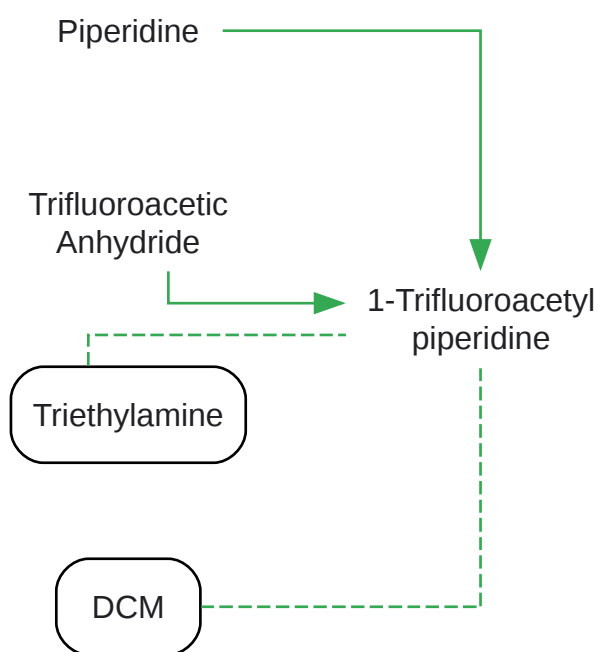 Piperidine
Trifluoroacetic
Anhydride
1-Trifluoroacetyl
piperidine
Triethylamine
DCM